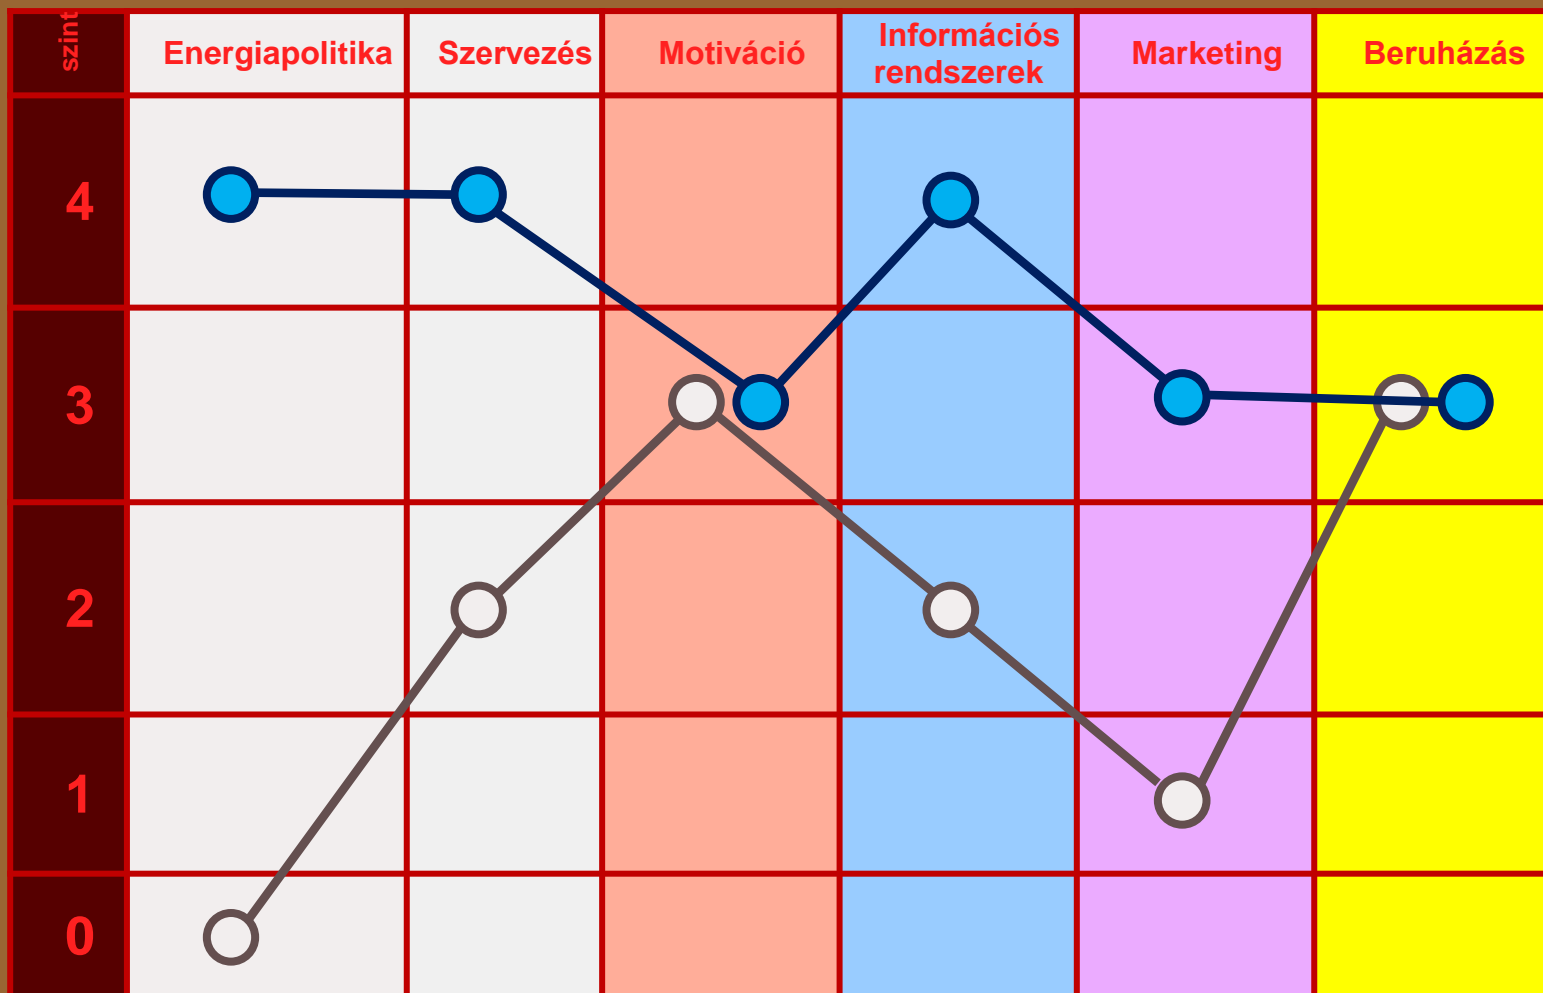 szint
Energiapolitika
Szervezés
Motiváció
Információs
rendszerek
Marketing
Beruházás
4
3
2
1
0